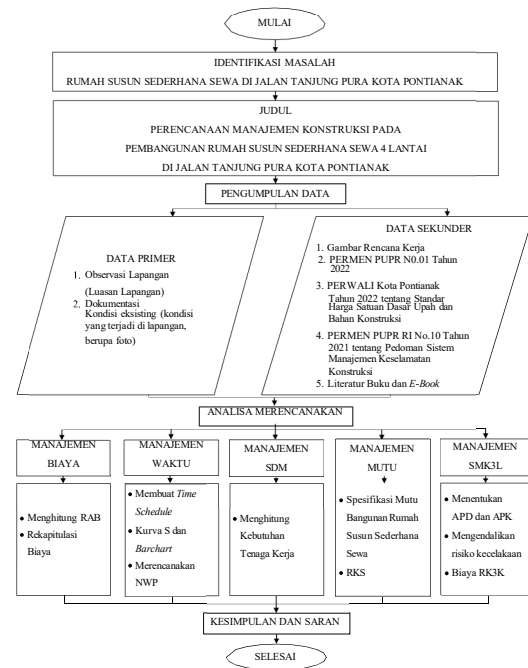 MULAI
IDENTIFIKASI MASALAH
RUMAH SUSUN SEDERHANA SEWA DI JALAN TANJUNG PURA KOTA PONTIANAK
JUDUL
PERENCANAAN MANAJEMEN KONSTRUKSI PADA
PEMBANGUNAN RUMAH SUSUN SEDERHANA SEWA 4 LANTAI
DI JALAN TANJUNG PURA KOTA PONTIANAK
PENGUMPULAN DATA
DATA PRIMER
1. Observasi Lapangan
(Luasan Lapangan)
2. Dokumentasi
Kondisi eksisting (kondisi
yang terjadi di lapangan,
berupa foto)
DATA SEKUNDER
1. Gambar Rencana Kerja
2. PERMEN PUPR N0.01 Tahun
2022
3. PERWALI Kota Pontianak
Tahun 2022 tentang Standar
Harga Satuan Dasar Upah dan
Bahan Konstruksi
4. PERMEN PUPR RI No.10 Tahun
2021 tentang Pedoman Sistem
Manajemen Keselamatan
Konstruksi
5. Literatur Buku dan E-Book
ANALISA MERENCANAKAN
MANAJEMEN
BIAYA
• Menghitung RAB
• Rekapitulasi
Biaya
MANAJEMEN
WAKTU
• Membuat Time
Schedule
• Kurva S dan
Barchart
• Merencanakan
NWP
MANAJEMEN
SDM
• Menghitung
Kebutuhan
Tenaga Kerja
MANAJEMEN
MUTU
• Spesifikasi Mutu
Bangunan Rumah
Susun Sederhana
Sewa
• RKS
MANAJEMEN
SMK3L
• Menentukan
APD dan APK
• Mengendalikan
risiko kecelakaan
• Biaya RK3K
KESIMPULAN DAN SARAN
SELESAI